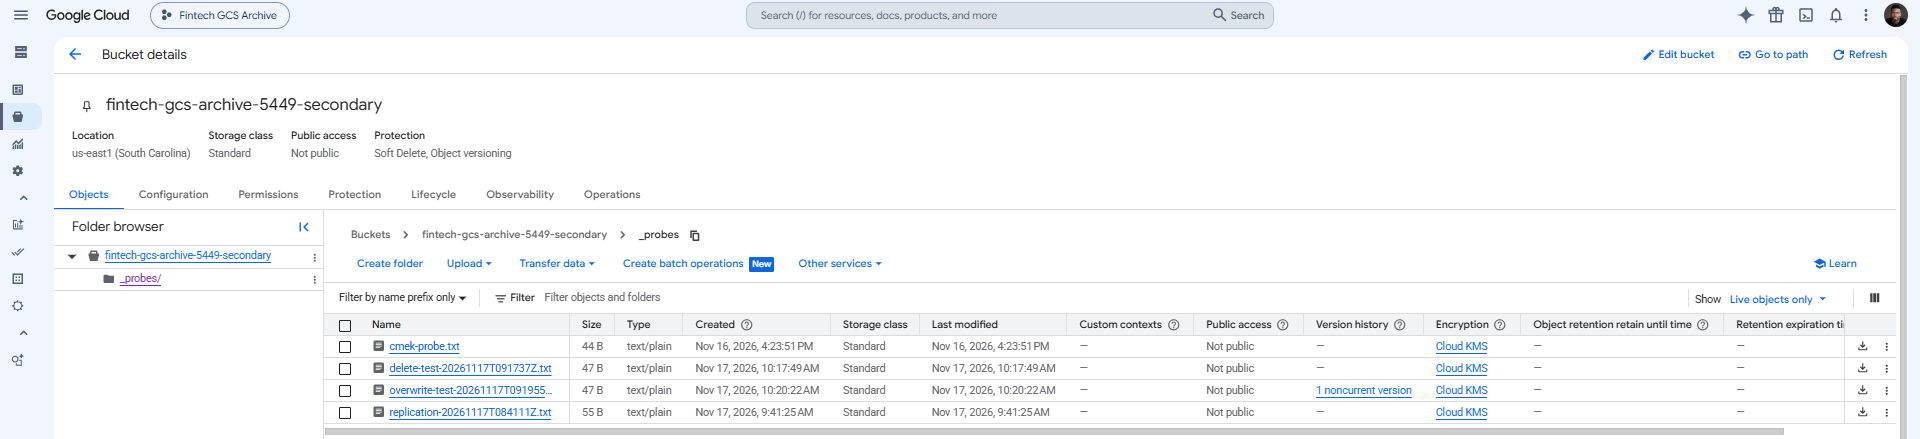 Google Cloud
Fintech GCS Archive
Search (/) for resources, docs, products, and more
Search
Bucket details
Edit bucket
Go to path
Refresh
fintech-gcs-archive-5449-secondary
Location Storage class Public access Protection
us-east1 (South Carolina) Standard Not public Soft Delete, Object versioning
Objects Configuration Permissions Protection Lifecycle Observability Operations
Folder browser
fintech-gcs-archive-5449-secondary
_probes/
Buckets > fintech-gcs-archive-5449-secondary > _probes
Create folder Upload Transfer data Create batch operations New Other services Learn
Filter by name prefix only Filter Filter objects and folders Show Live objects only
Name Size Type Created Storage class Last modified Custom contexts Public access Version history Encryption Object retention retain until time Retention expiration ti
cmek-probe.txt 44 B text/plain Nov 16, 2026, 4:23:51 PM Standard Nov 16, 2026, 4:23:51 PM — Not public — Cloud KMS — —
delete-test-20261117T091737Z.txt 47 B text/plain Nov 17, 2026, 10:17:49 AM Standard Nov 17, 2026, 10:17:49 AM — Not public — Cloud KMS — —
overwrite-test-20261117T091955... 47 B text/plain Nov 17, 2026, 10:20:22 AM Standard Nov 17, 2026, 10:20:22 AM — Not public 1 noncurrent version Cloud KMS — —
replication-20261117T084111Z.txt 55 B text/plain Nov 17, 2026, 9:41:25 AM Standard Nov 17, 2026, 9:41:25 AM — Not public — Cloud KMS — —